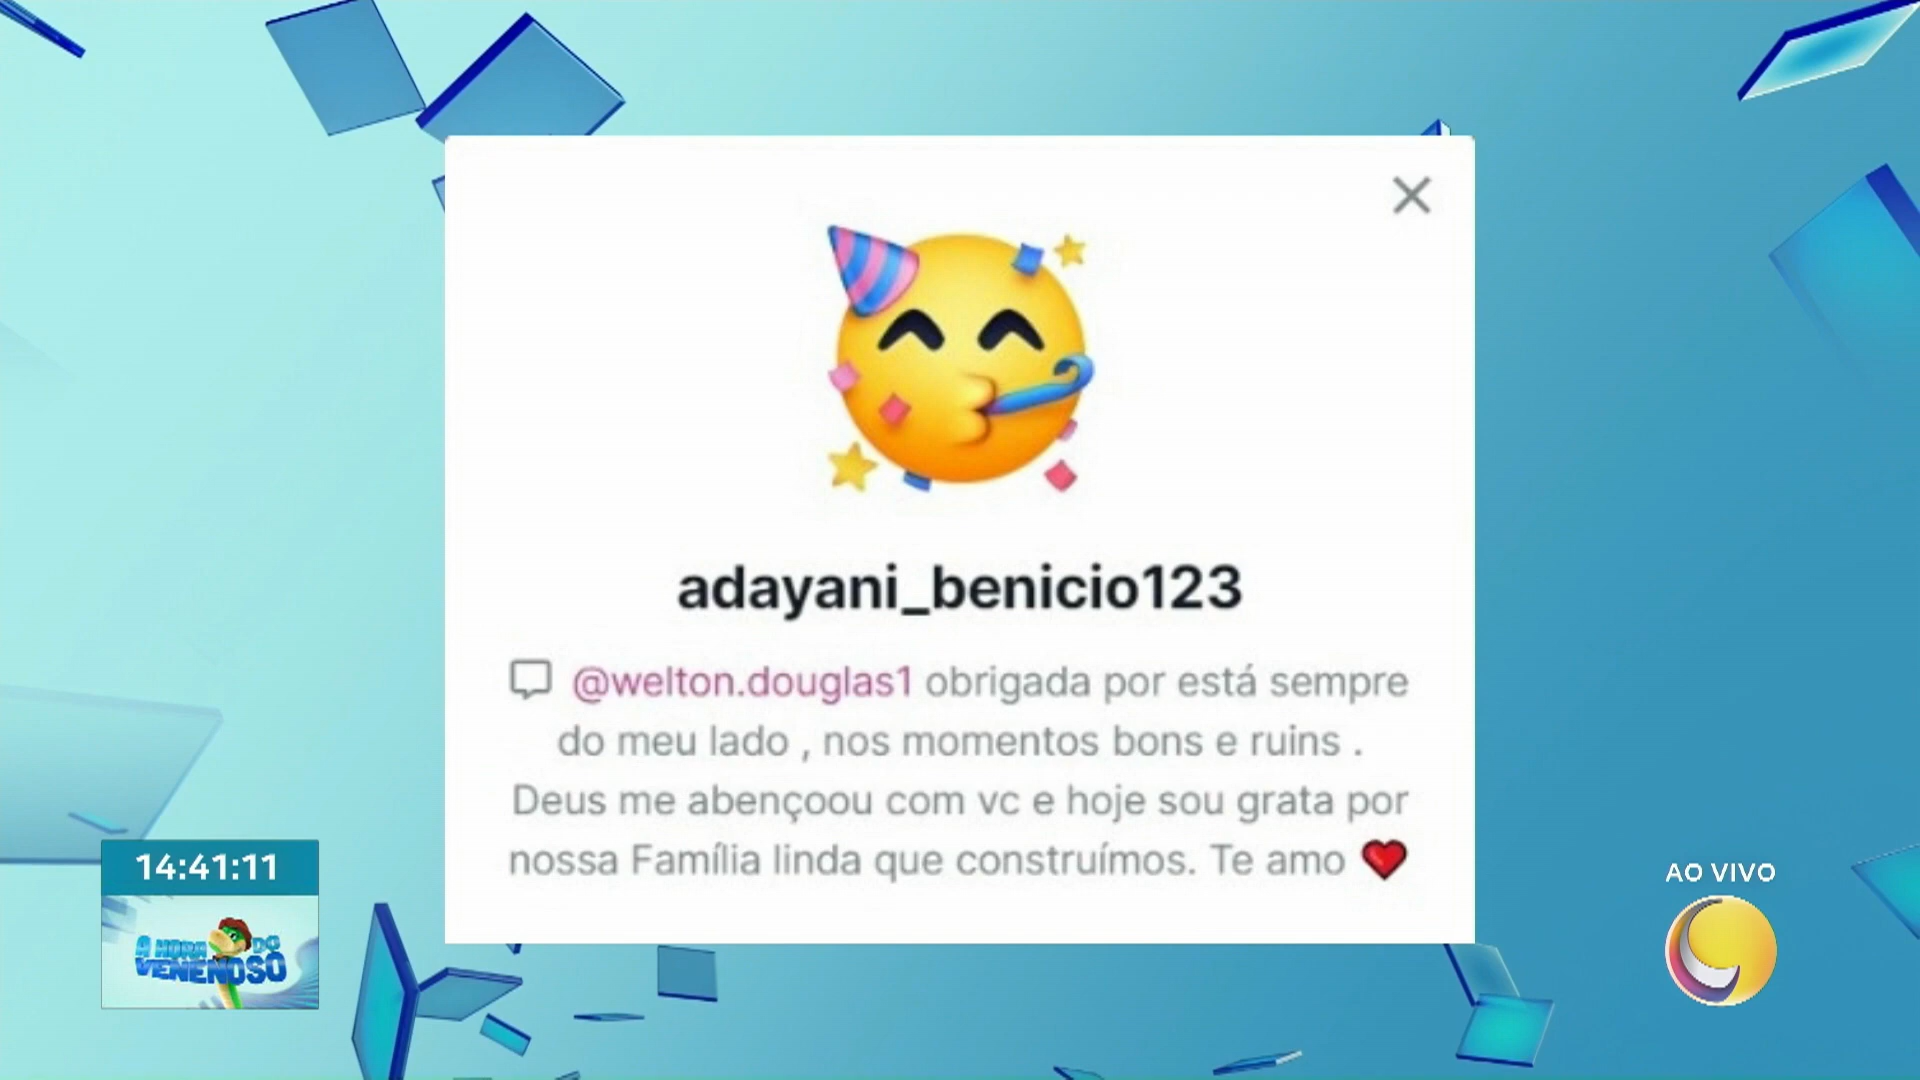 adayani_benicio123
@welton.douglas1 obrigada por está sempre
do meu lado , nos momentos bons e ruins .
Deus me abençoou com vc e hoje sou grata por
nossa Família linda que construímos. Te amo ❤️
14:41:11
A HORA DO
VENENOSO
AO VIVO